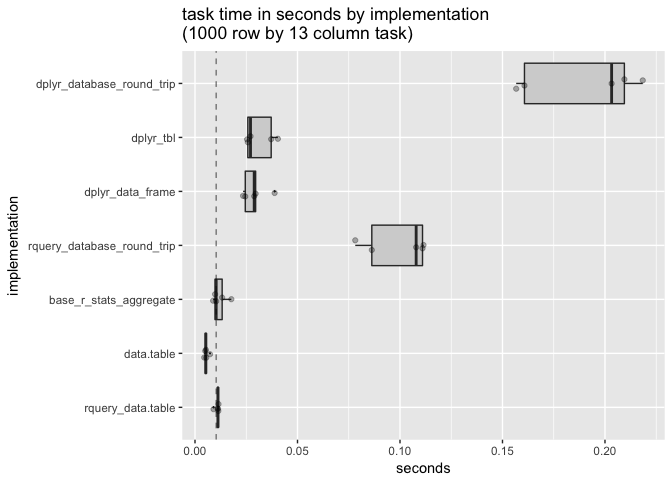 task time in seconds by implementation
(1000 row by 13 column task)
dplyr_database_round_trip
dplyr_tbl
dplyr_data_frame
rquery_database_round_trip
base_r_stats_aggregate
data.table
rquery_data.table
implementation
0.00 0.05 0.10 0.15 0.20
seconds